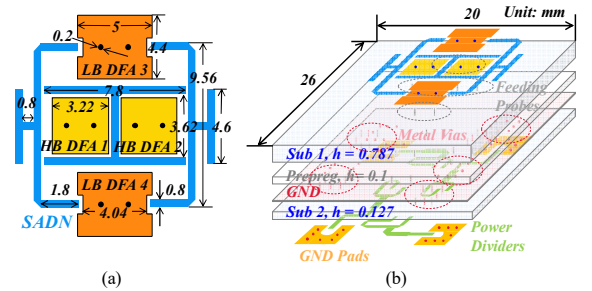 5
0.2
4.4
LB DFA 3
7.8
9.56
0.8
3.22
3.62
4.6
HB DFA 1
HB DFA 2
LB DFA 4
1.8
4.04
0.8
SADN
(a)
20
Unit: mm
26
Feeding
Probes
Metal Vias
Sub 1, h = 0.787
Prepreg, h= 0.1
GND
Sub 2, h = 0.127
Power
Dividers
GND Pads
(b)